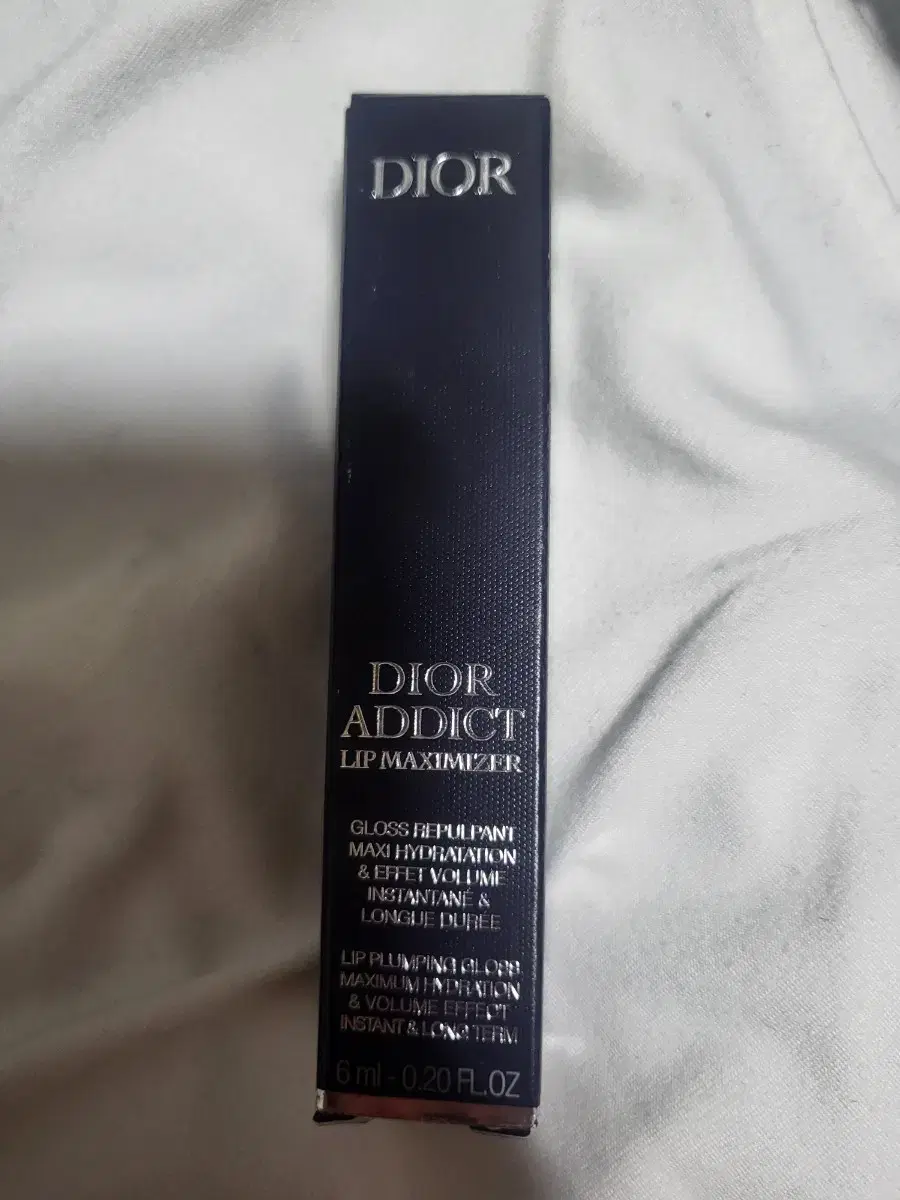 DIOR
DIOR
ADDICT
LIP MAXIMIZER
GLOSS REPULPANT
MAXI HYDRATATION
& EFFET VOLUME
INSTANTANÉ &
LONGUE DURÉE
LIP PLUMPING GLOSS
MAXIMUM HYDRATION
& VOLUME EFFECT
INSTANT & LONG TERM
6 ml - 0.20 FL.OZ